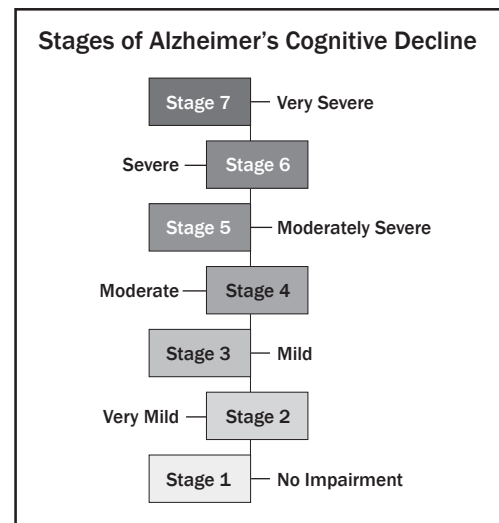 Stages of Alzheimer’s Cognitive Decline
Stage 7 Very Severe
Severe Stage 6
Stage 5 Moderately Severe
Moderate Stage 4
Stage 3 Mild
Very Mild Stage 2
Stage 1 No Impairment